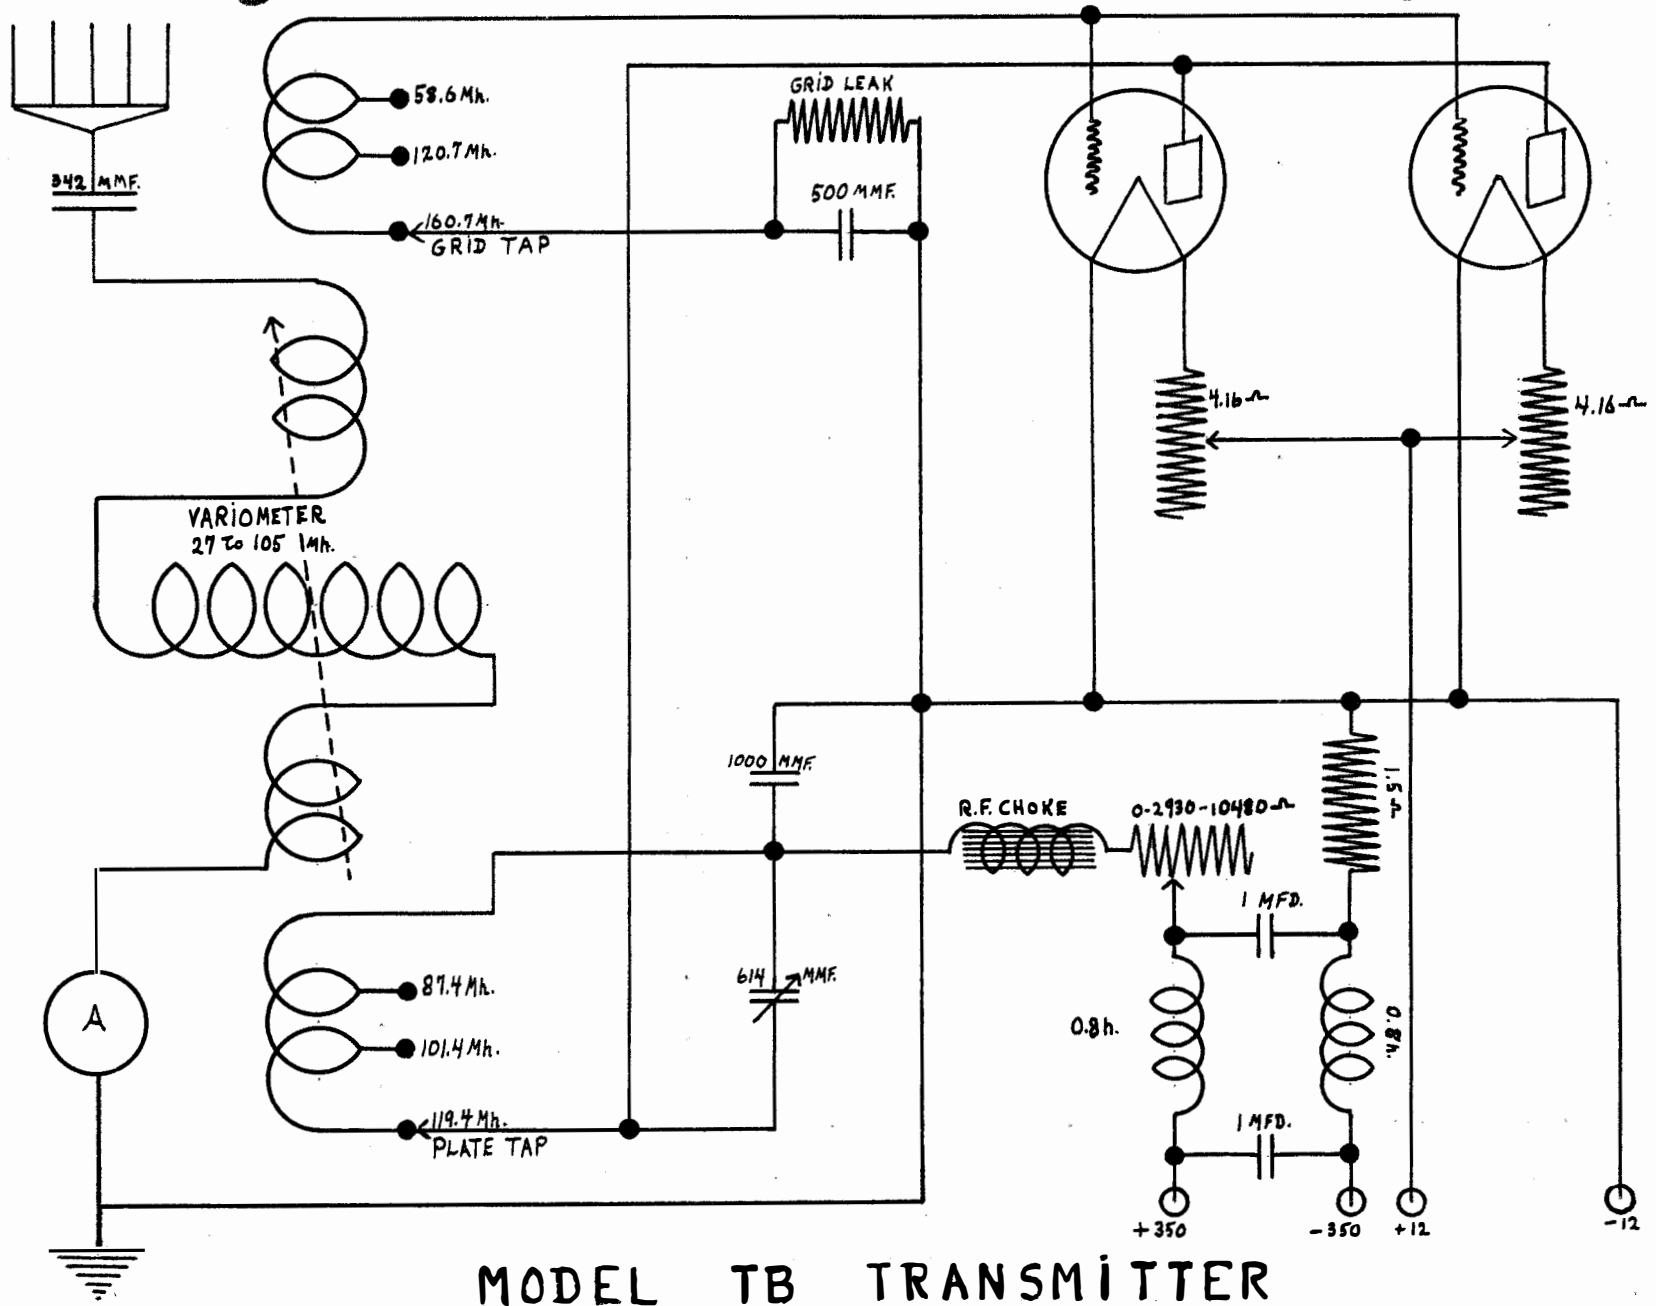 58.6 Mh.
120.7 Mh.
160.7 Mh.
GRiD TAP
GRiD LEAK
500 MMF.
342 MMF.
4.16 Ω
4.16 Ω
VARiOMETER
27 To 105 Mh.
1000 MMF.
R.F. CHOKE
0-2930-10480 Ω
1.5 Ω
1 MFD.
614 MMF.
87.4 Mh.
101.4 Mh.
119.4 Mh.
PLATE TAP
A
0.8 h.
0.8 h.
1 MFD.
+350
-350
+12
-12
MODEL TB TRANSMiTTER